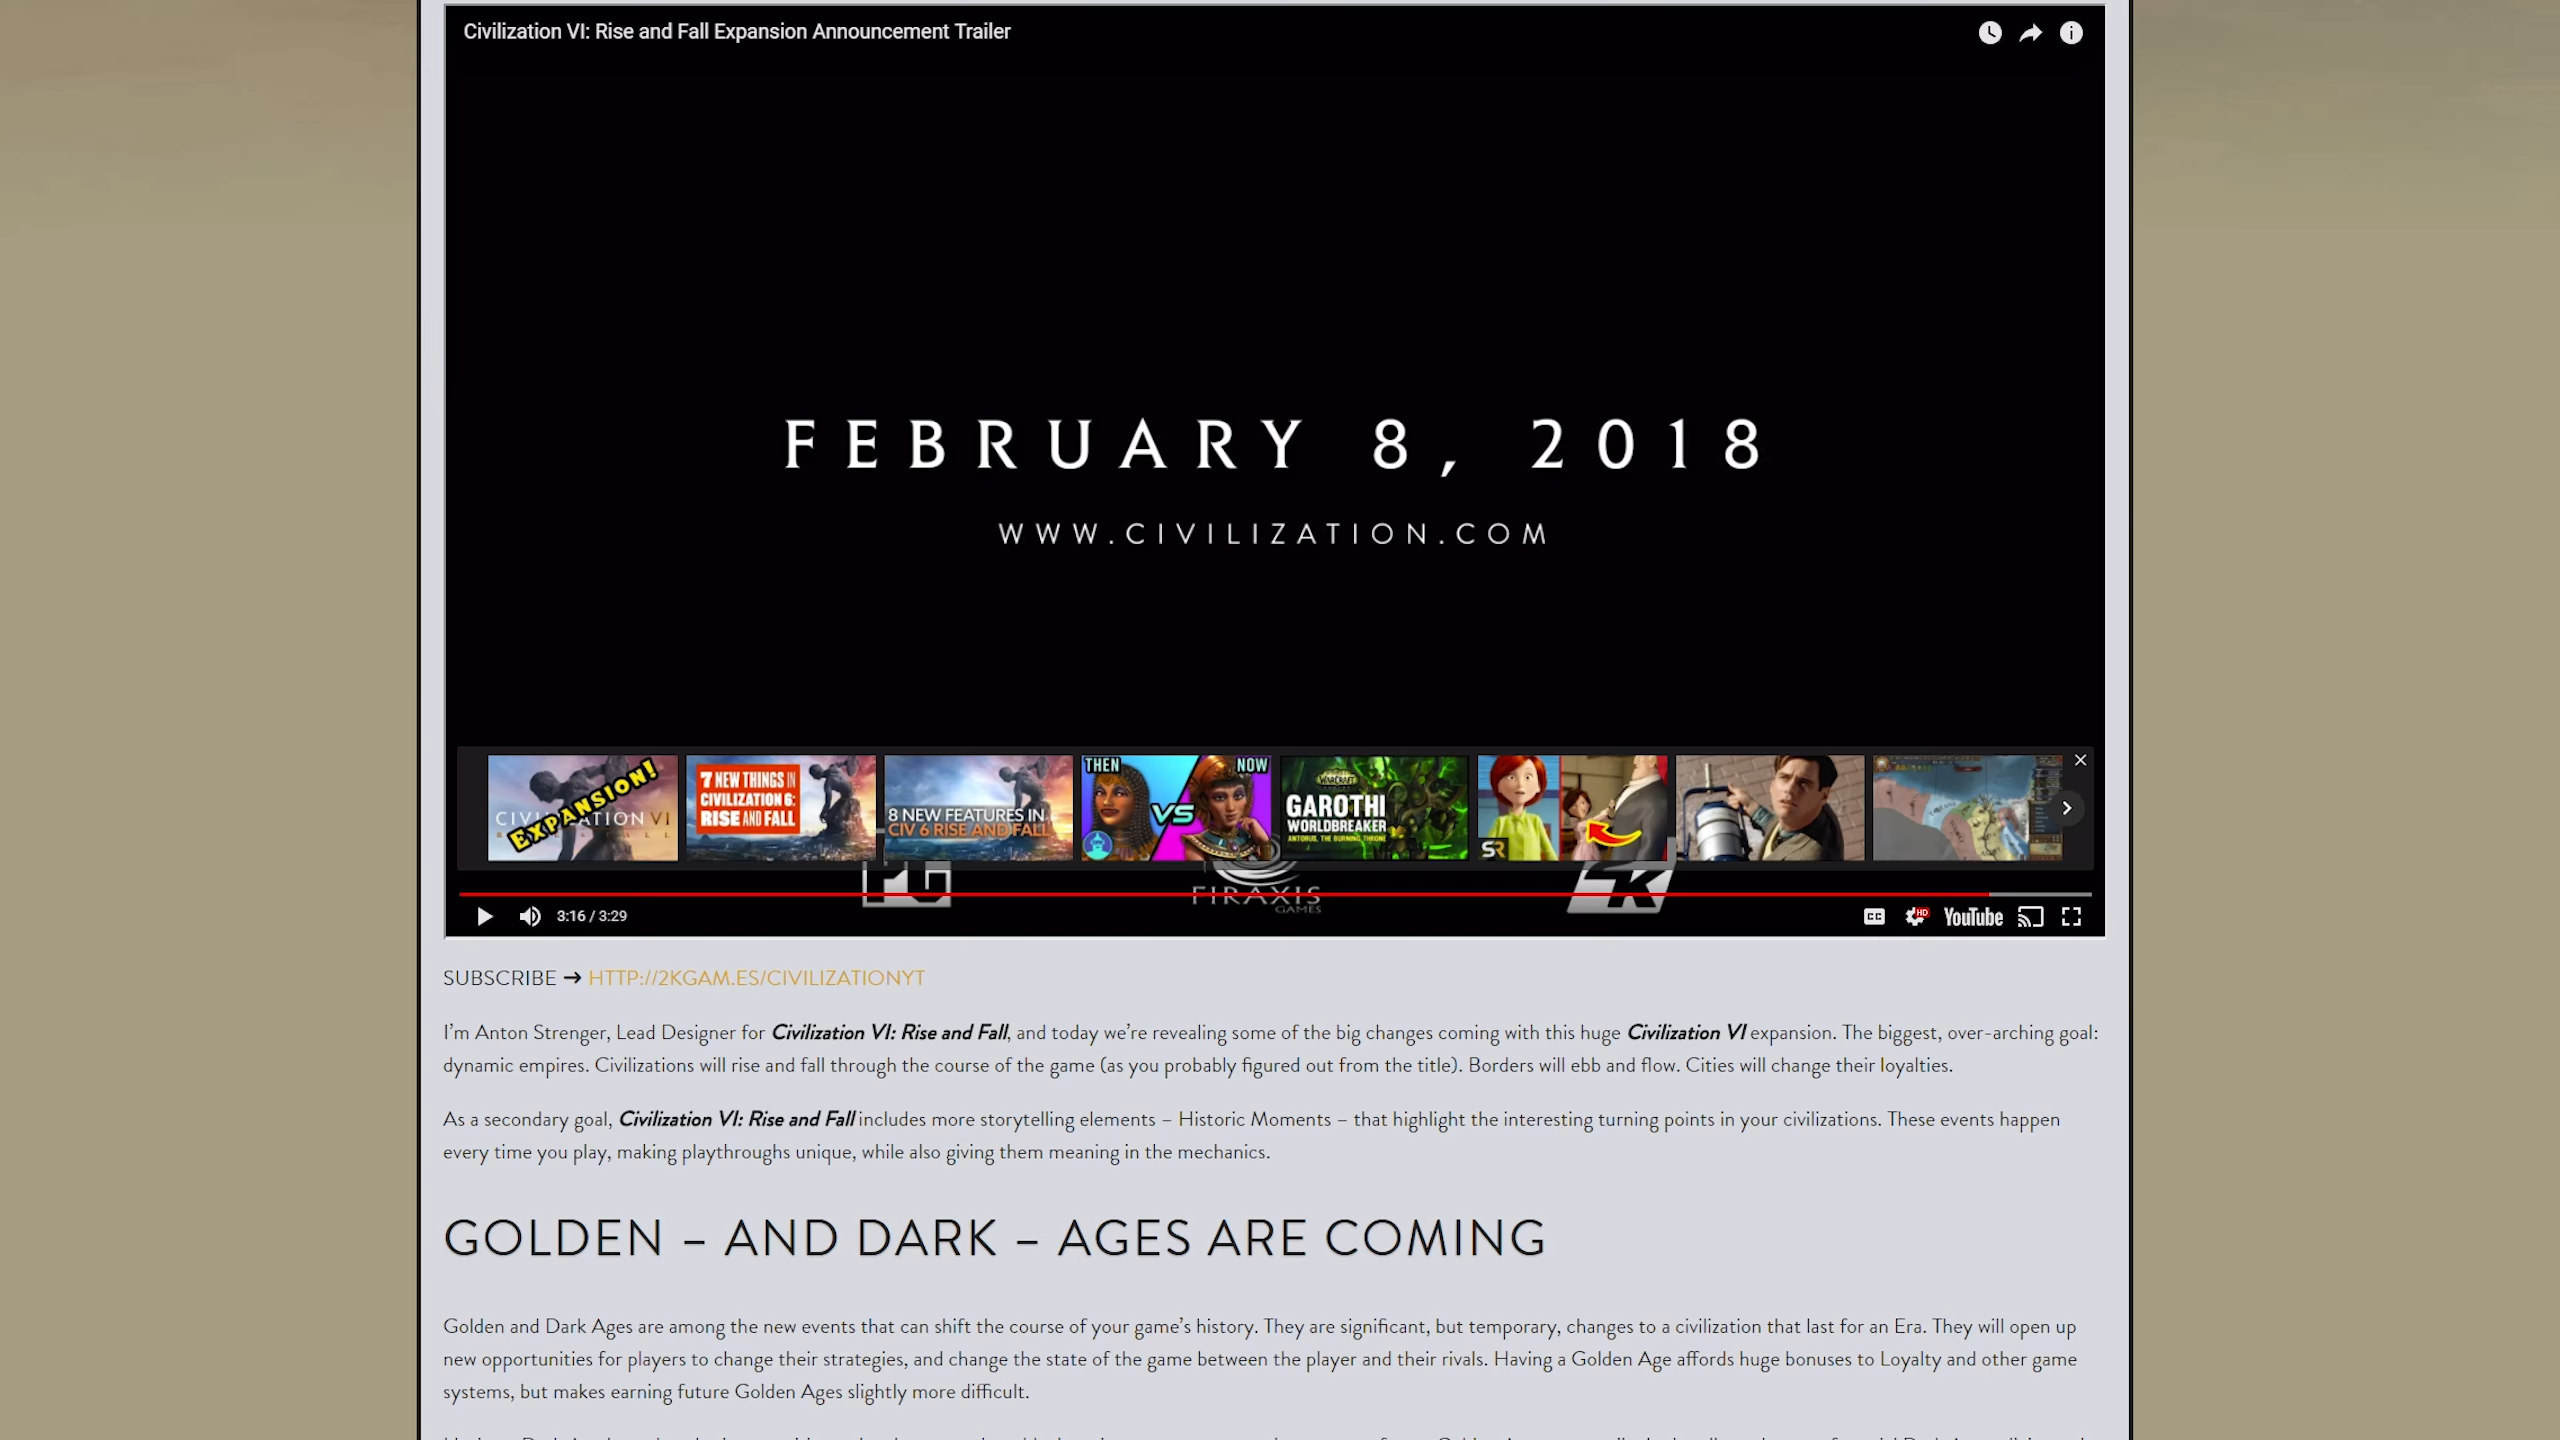 Civilization VI: Rise and Fall Expansion Announcement Trailer
FEBRUARY 8, 2018
WWW.CIVILIZATION.COM
CIVILIZATION VI
EXPANSION!
7 NEW THINGS IN
CIVILIZATION 6:
RISE AND FALL
8 NEW FEATURES IN
CIV 6 RISE AND FALL
THEN
NOW
VS
WARCRAFT
GAROTHI
WORLDBREAKER
ANTORUS, THE BURNING THRONE
SR
FIRAXIS
GAMES
2K
3:16 / 3:29
CC
HD
YouTube
SUBSCRIBE ➔ HTTP://2KGAM.ES/CIVILIZATIONYT
I’m Anton Strenger, Lead Designer for Civilization VI: Rise and Fall, and today we’re revealing some of the big changes coming with this huge Civilization VI expansion. The biggest, over-arching goal:
dynamic empires. Civilizations will rise and fall through the course of the game (as you probably figured out from the title). Borders will ebb and flow. Cities will change their loyalties.
As a secondary goal, Civilization VI: Rise and Fall includes more storytelling elements – Historic Moments – that highlight the interesting turning points in your civilizations. These events happen
every time you play, making playthroughs unique, while also giving them meaning in the mechanics.
GOLDEN – AND DARK – AGES ARE COMING
Golden and Dark Ages are among the new events that can shift the course of your game’s history. They are significant, but temporary, changes to a civilization that last for an Era. They will open up
new opportunities for players to change their strategies, and change the state of the game between the player and their rivals. Having a Golden Age affords huge bonuses to Loyalty and other game
systems, but makes earning future Golden Ages slightly more difficult.